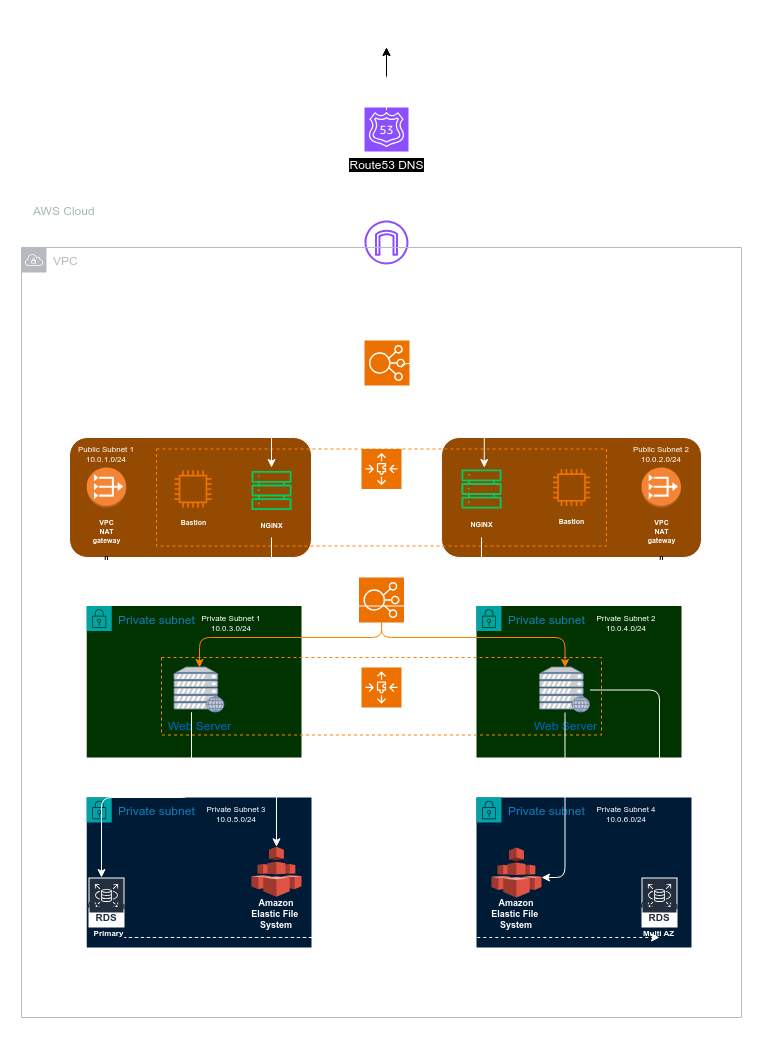 53
Route53 DNS
AWS Cloud
VPC
Public Subnet 1
10.0.1.0/24
VPC
NAT
gateway
Bastion
NGINX
Public Subnet 2
10.0.2.0/24
NGINX
Bastion
VPC
NAT
gateway
Private subnet
Private Subnet 1
10.0.3.0/24
Web Server
Private subnet
Private Subnet 2
10.0.4.0/24
Web Server
Private subnet
Private Subnet 3
10.0.5.0/24
RDS
Primary
Amazon
Elastic File
System
Private subnet
Private Subnet 4
10.0.6.0/24
Amazon
Elastic File
System
RDS
Multi AZ